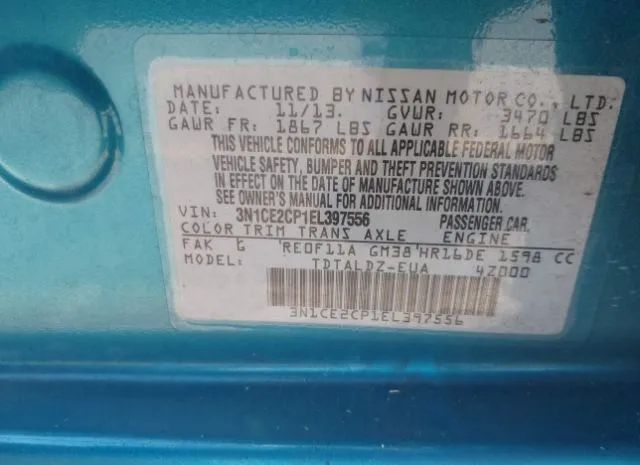 MANUFACTURED BY NISSAN MOTOR CO., LTD.
DATE: 11/13. GVWR: 3470 LBS
GAWR FR: 1867 LBS GAWR RR: 1664 LBS
THIS VEHICLE CONFORMS TO ALL APPLICABLE FEDERAL MOTOR
VEHICLE SAFETY, BUMPER AND THEFT PREVENTION STANDARDS
IN EFFECT ON THE DATE OF MANUFACTURE SHOWN ABOVE.
SEE OWNER'S MANUAL FOR ADDITIONAL INFORMATION.
VIN: 3N1CE2CP1EL397556 PASSENGER CAR.
COLOR TRIM TRANS AXLE ENGINE
FAK G RE0F11A GM38 HR16DE 1598 CC
TDTALDZ-EUA 4Z000
3N1CE2CP1EL397556